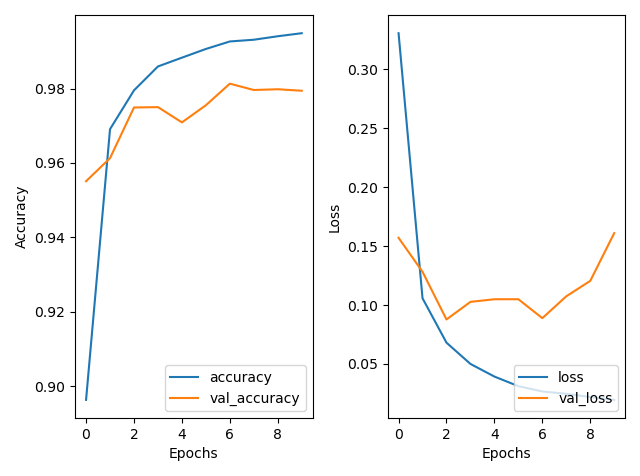 0.98
0.96
0.94
0.92
0.90
Accuracy
accuracy
val_accuracy
0 2 4 6 8
Epochs
0.30
0.25
0.20
0.15
0.10
0.05
Loss
loss
val_loss
0 2 4 6 8
Epochs